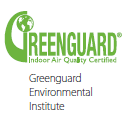 GREENGUARD®
Indoor Air Quality Certified
Greenguard
Environmental
Institute